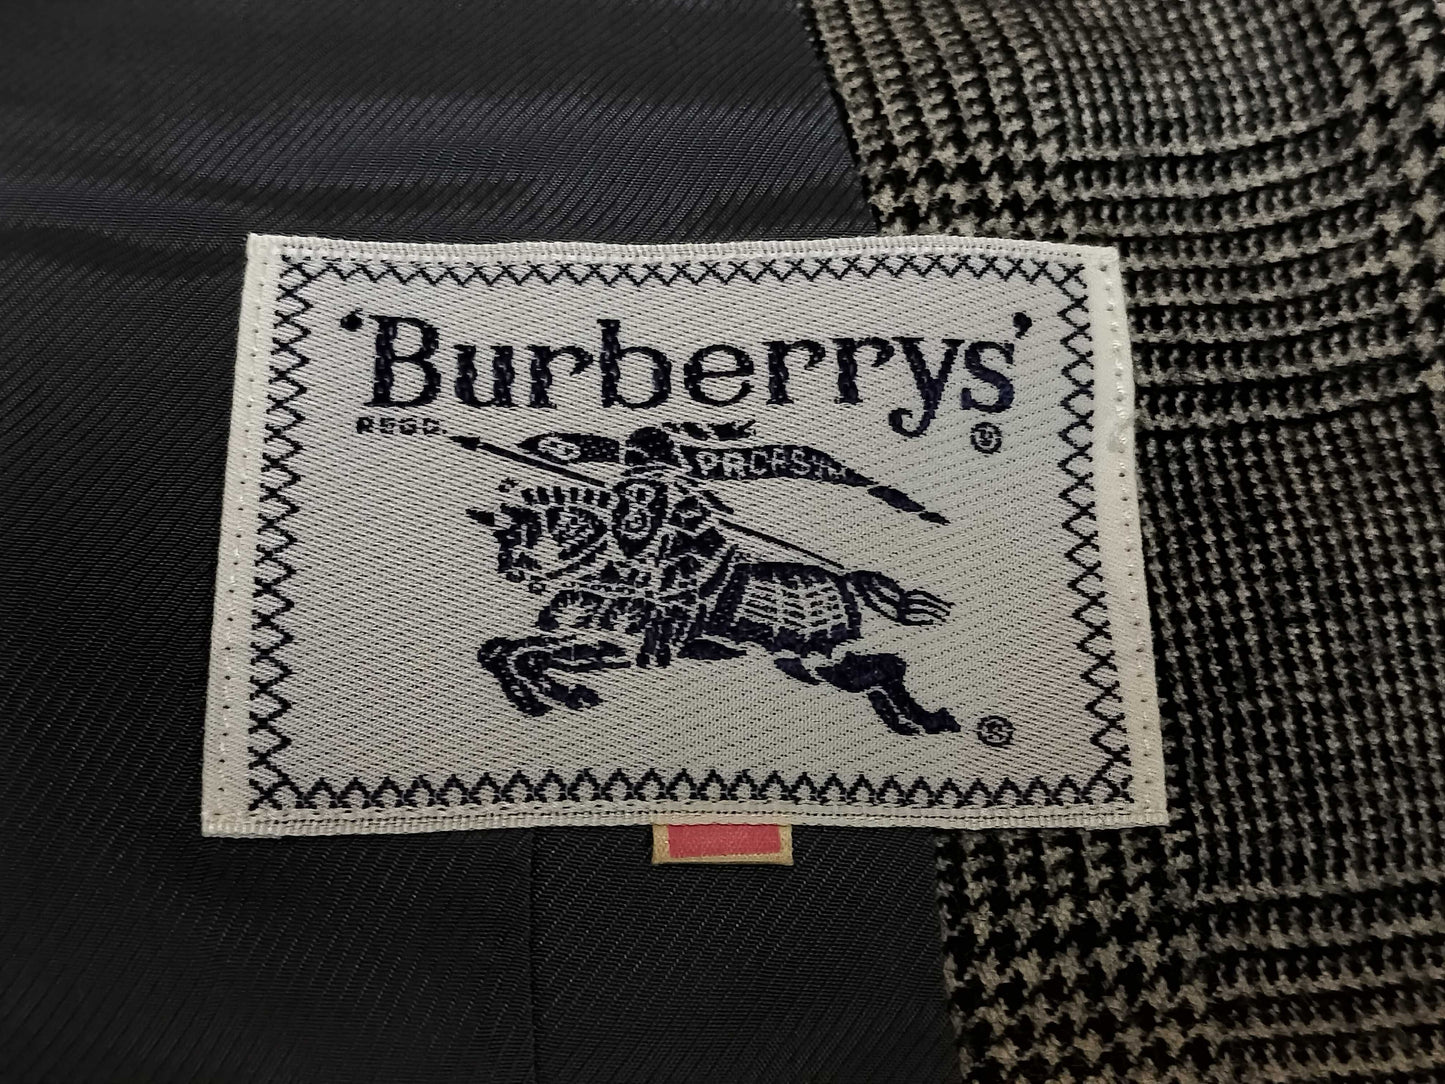 ‘Burberrys’
REGD. ®
PRORSUM
®